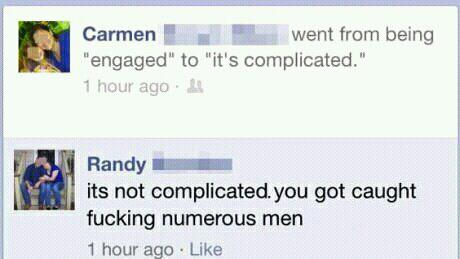 Carmen went from being
"engaged" to "it's complicated."
1 hour ago ·
Randy
its not complicated.you got caught
fucking numerous men
1 hour ago · Like